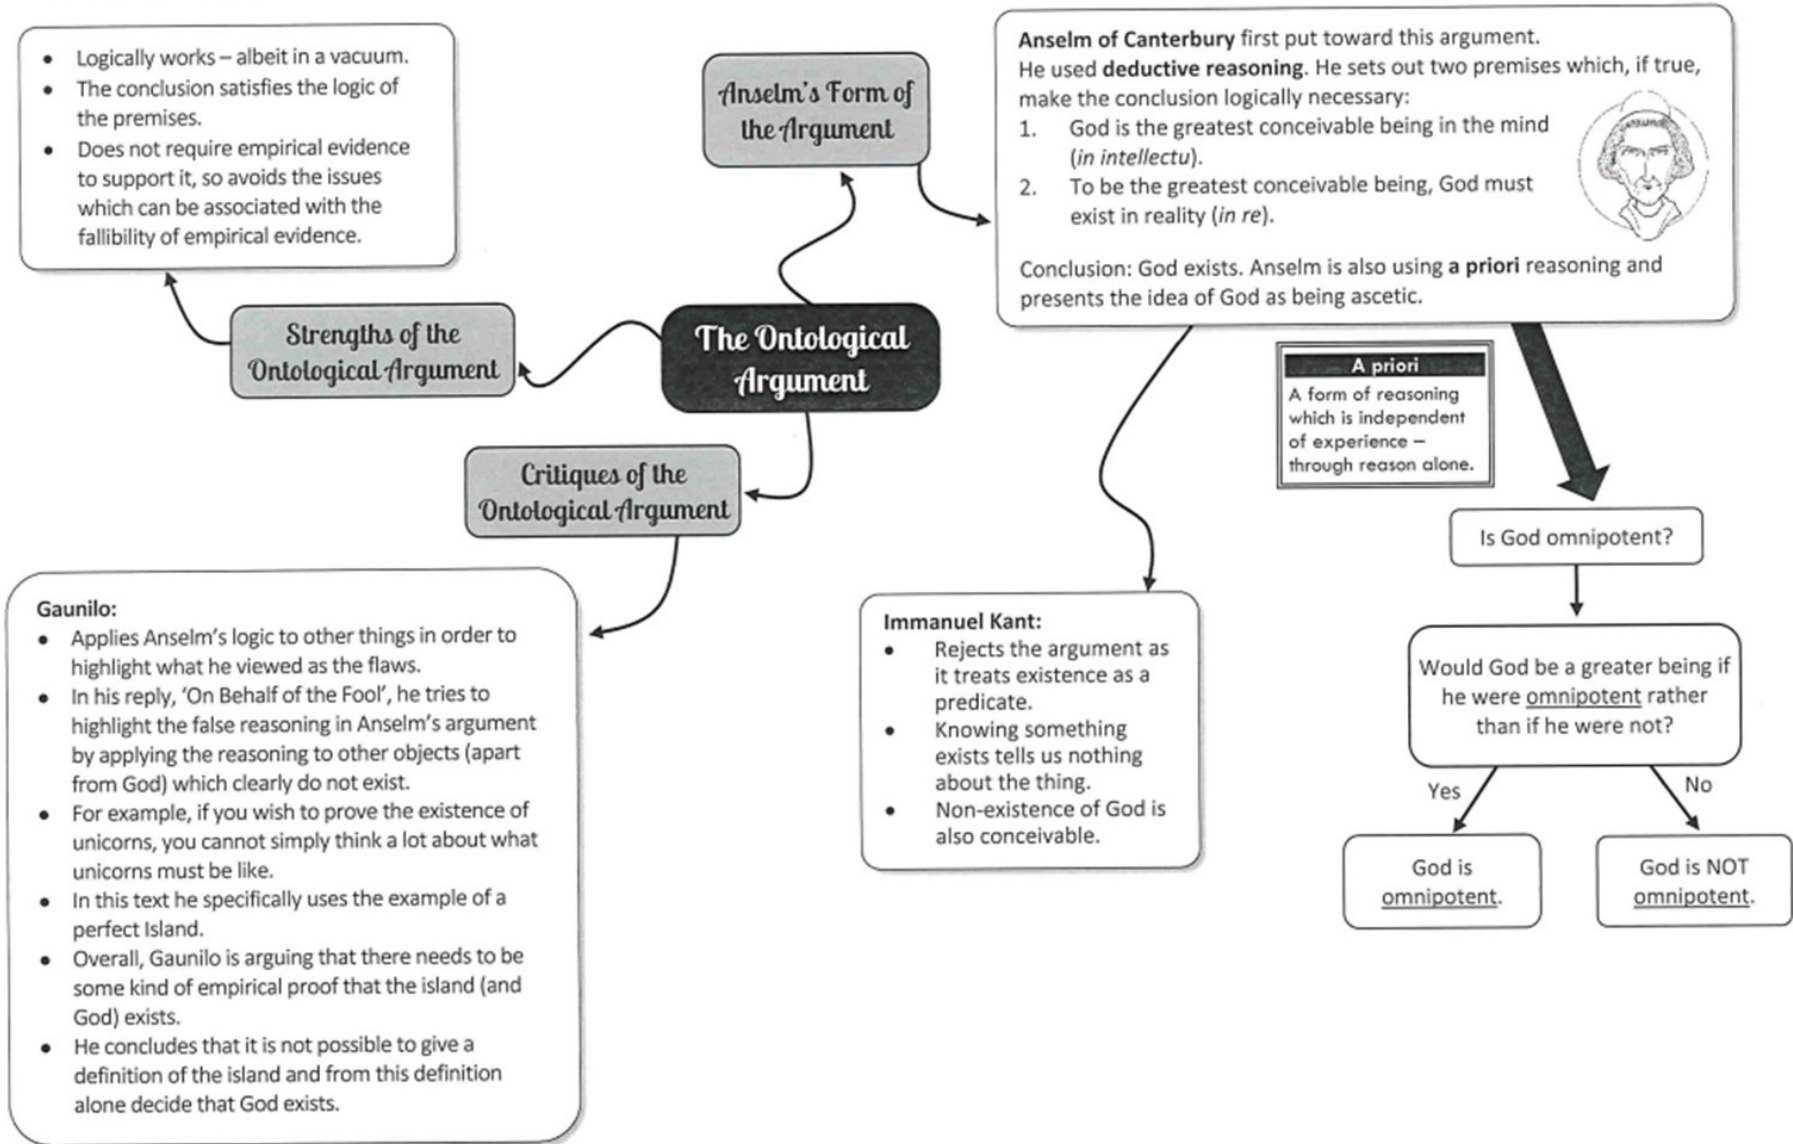 • Logically works – albeit in a vacuum.
• The conclusion satisfies the logic of
the premises.
• Does not require empirical evidence
to support it, so avoids the issues
which can be associated with the
fallibility of empirical evidence.
Anselm's Form of
the Argument
Anselm of Canterbury first put toward this argument.
He used deductive reasoning. He sets out two premises which, if true,
make the conclusion logically necessary:
1. God is the greatest conceivable being in the mind
(in intellectu).
2. To be the greatest conceivable being, God must
exist in reality (in re).
Conclusion: God exists. Anselm is also using a priori reasoning and
presents the idea of God as being ascetic.
Strengths of the
Ontological Argument
The Ontological
Argument
A priori
A form of reasoning
which is independent
of experience –
through reason alone.
Critiques of the
Ontological Argument
Is God omnipotent?
Gaunilo:
• Applies Anselm's logic to other things in order to
highlight what he viewed as the flaws.
• In his reply, 'On Behalf of the Fool', he tries to
highlight the false reasoning in Anselm's argument
by applying the reasoning to other objects (apart
from God) which clearly do not exist.
• For example, if you wish to prove the existence of
unicorns, you cannot simply think a lot about what
unicorns must be like.
• In this text he specifically uses the example of a
perfect Island.
• Overall, Gaunilo is arguing that there needs to be
some kind of empirical proof that the island (and
God) exists.
• He concludes that it is not possible to give a
definition of the island and from this definition
alone decide that God exists.
Immanuel Kant:
• Rejects the argument as
it treats existence as a
predicate.
• Knowing something
exists tells us nothing
about the thing.
• Non-existence of God is
also conceivable.
Would God be a greater being if
he were omnipotent rather
than if he were not?
Yes
No
God is
omnipotent.
God is NOT
omnipotent.